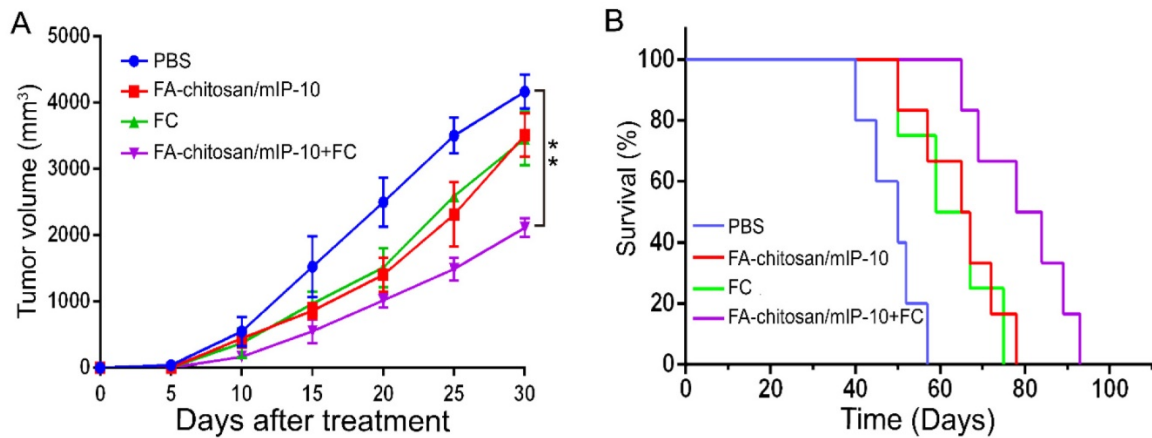 A
Tumor volume (mm³)
5000
4000
3000
2000
1000
0
PBS
FA-chitosan/mIP-10
FC
FA-chitosan/mIP-10+FC
**
0 5 10 15 20 25 30
Days after treatment
B
Survival (%)
100
80
60
40
20
0
PBS
FA-chitosan/mIP-10
FC
FA-chitosan/mIP-10+FC
0 20 40 60 80 100
Time (Days)